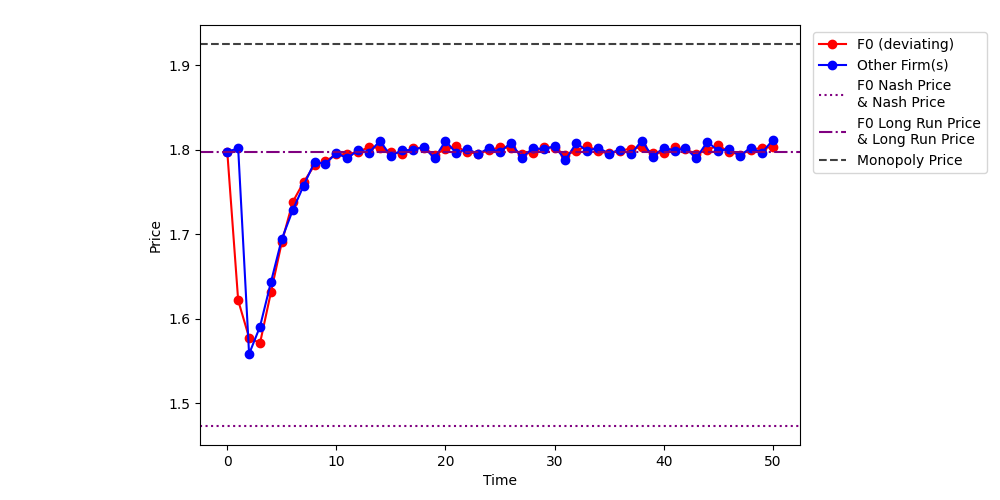 1.9
1.8
1.7
1.6
1.5
Price
0
10
20
30
40
50
Time
F0 (deviating)
Other Firm(s)
F0 Nash Price
& Nash Price
F0 Long Run Price
& Long Run Price
Monopoly Price